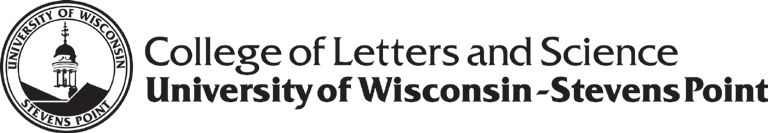 UNIVERSITY OF WISCONSIN
STEVENS POINT
College of Letters and Science
University of Wisconsin-Stevens Point